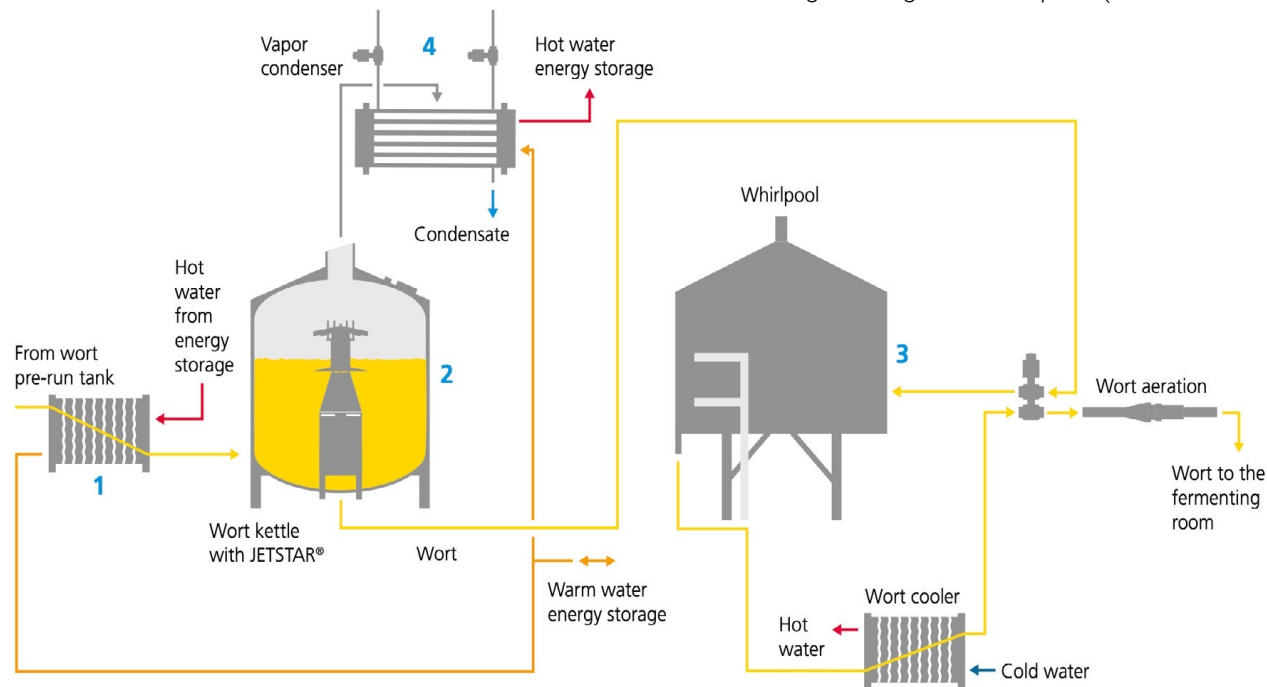 Vapor
condenser
4
Hot water
energy storage
Condensate
Whirlpool
Hot
water
from
energy
storage
From wort
pre-run tank
1
2
3
Wort aeration
Wort to the
fermenting
room
Wort kettle
with JETSTAR®
Wort
Warm water
energy storage
Wort cooler
Hot
water
Cold water